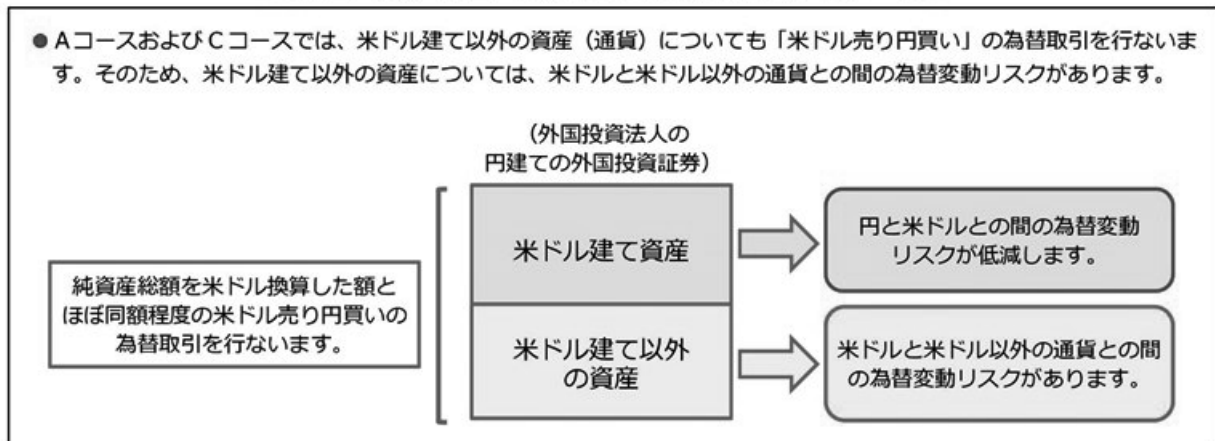 ●AコースおよびCコースでは、米ドル建て以外の資産（通貨）についても「米ドル売り円買い」の為替取引を行ないま
す。そのため、米ドル建て以外の資産については、米ドルと米ドル以外の通貨との間の為替変動リスクがあります。
（外国投資法人の
円建ての外国投資証券）
純資産総額を米ドル換算した額と
ほぼ同額程度の米ドル売り円買いの
為替取引を行ないます。
米ドル建て資産
円と米ドルとの間の為替変動
リスクが低減します。
米ドル建て以外
の資産
米ドルと米ドル以外の通貨との間
の為替変動リスクがあります。